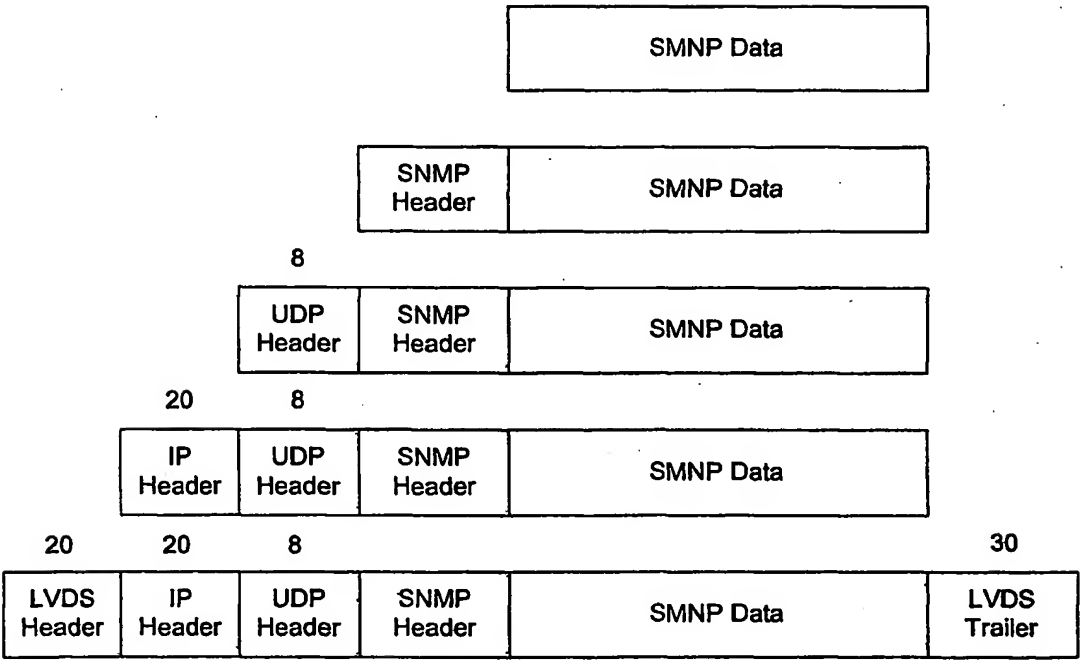 SMNP Data
SNMP Header SMNP Data
8
UDP Header SNMP Header SMNP Data
20 8
IP Header UDP Header SNMP Header SMNP Data
20 20 8 30
LVDS Header IP Header UDP Header SNMP Header SMNP Data LVDS Trailer